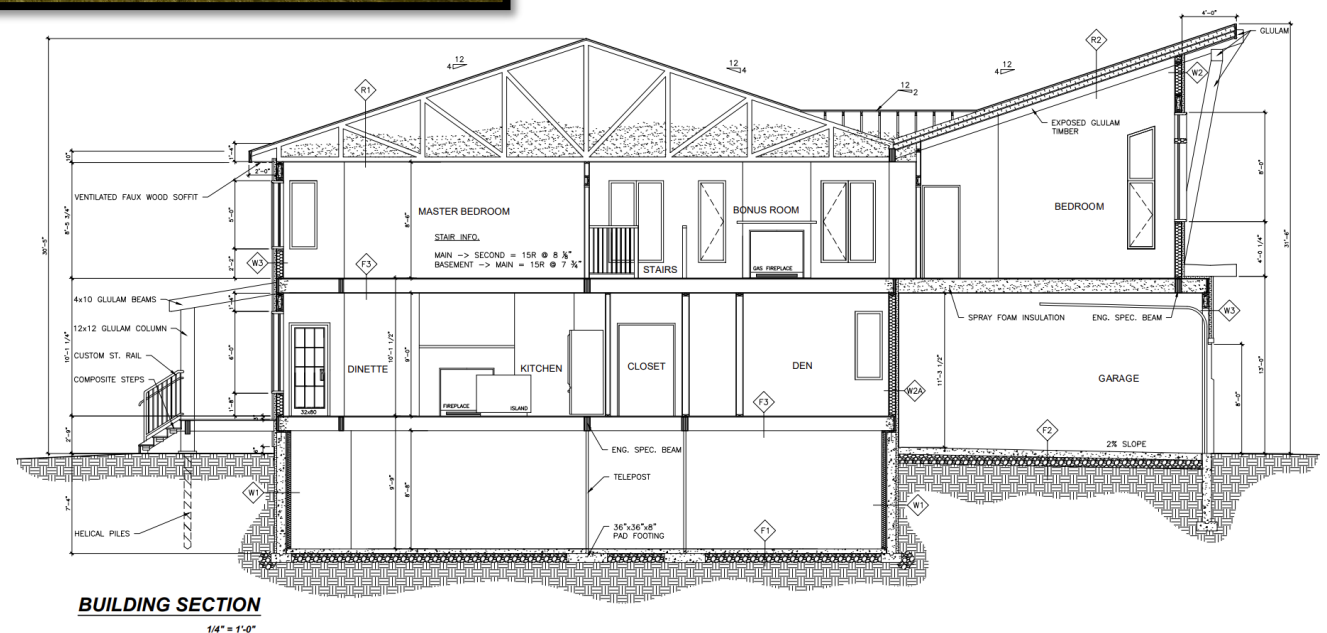 4'-0"
GLULAM
12
4
12
4
12
4
12
2
R1
R2
W2
EXPOSED GLULAM
TIMBER
30'-5"
31'-6"
10"
1'-4"
2'-0"
VENTILATED FAUX WOOD SOFFIT
8'-5 3/4"
5'-0"
2'-2"
8'-6"
MASTER BEDROOM
STAIR INFO.
MAIN -> SECOND = 15R @ 8 ⅛"
BASEMENT -> MAIN = 15R @ 7 ¾"
BONUS ROOM
STAIRS
GAS FIREPLACE
BEDROOM
8'-0"
4'-0 1/4"
W3
F3
4x10 GLULAM BEAMS
12x12 GLULAM COLUMN
CUSTOM ST. RAIL
COMPOSITE STEPS
10'-1 1/4"
6'-0"
1'-8"
10'-1 1/2"
9'-0"
DINETTE
32x80
KITCHEN
FIREPLACE
ISLAND
CLOSET
DEN
F3
W2A
SPRAY FOAM INSULATION
ENG. SPEC. BEAM
W3
11'-3 1/2"
GARAGE
13'-0"
8'-0"
2% SLOPE
F2
2'-9"
7'-4"
ENG. SPEC. BEAM
TELEPOST
9'-9"
8'-8"
W1
W1
36"x36"x8"
PAD FOOTING
F1
HELICAL PILES
BUILDING SECTION
1/4" = 1'-0"